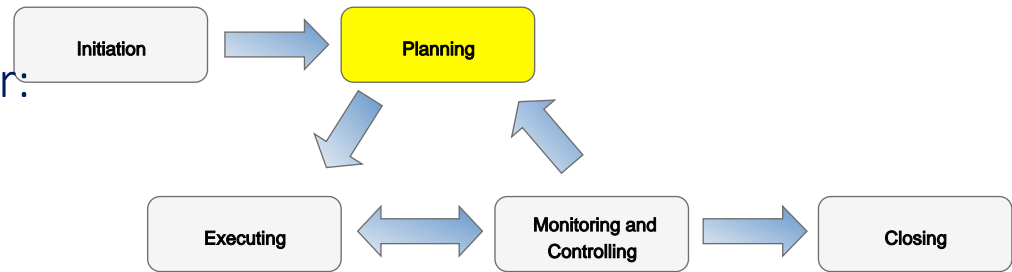 Initiation
Planning
r:
Executing
Monitoring and
Controlling
Closing